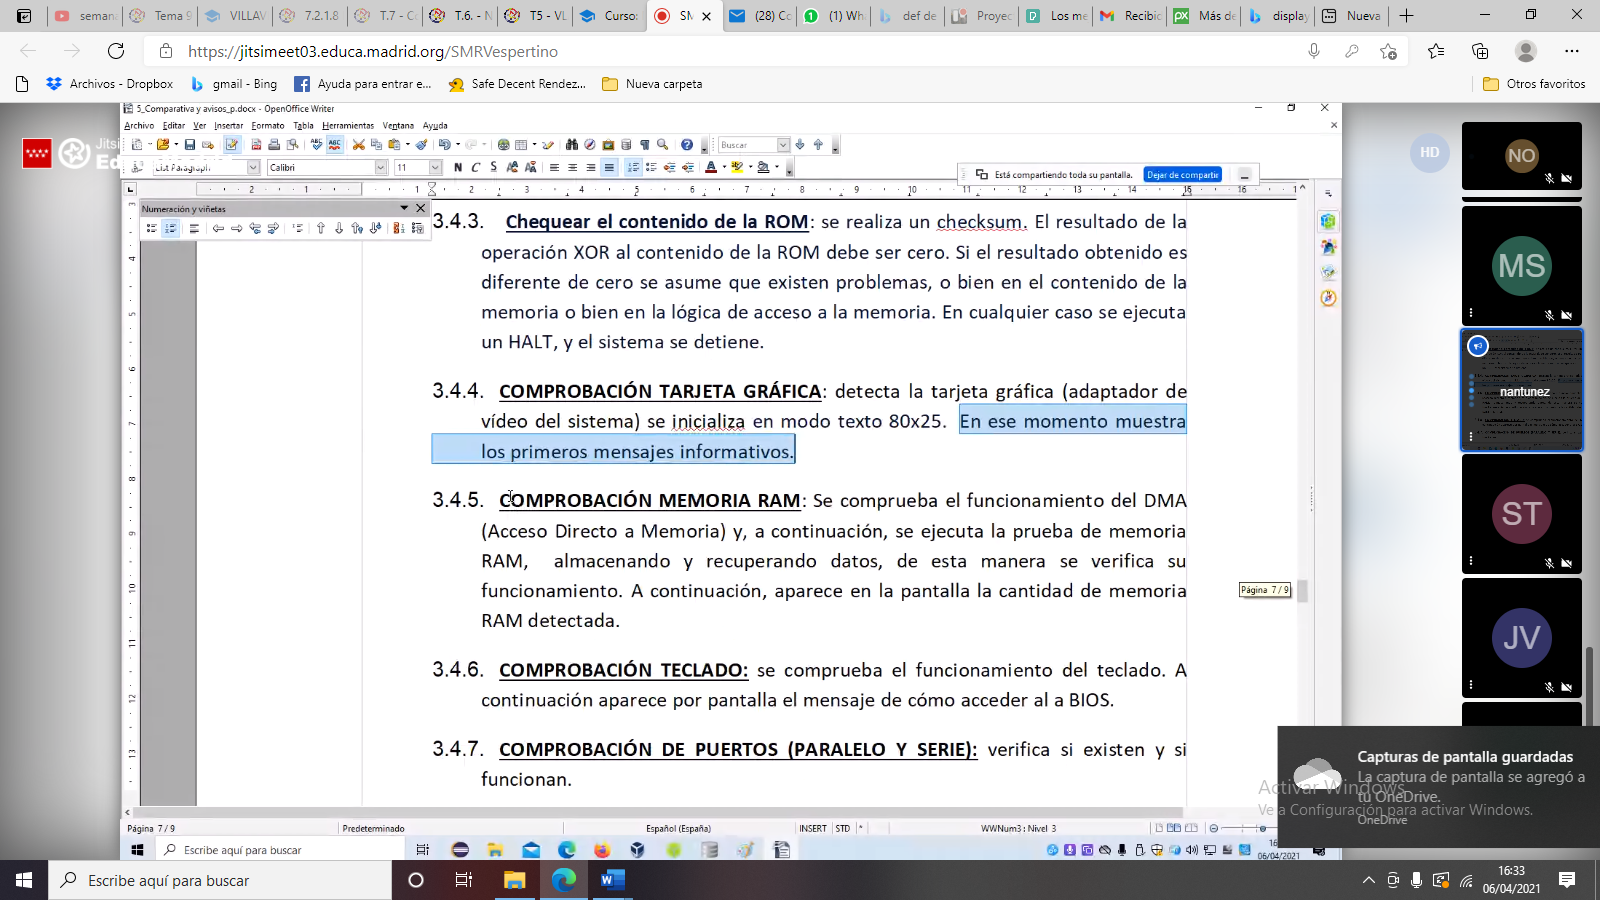 semana
Tema 9
VILLAV
7.2.1.8
T.7 - Co
T.6. - N
T5 - VL
Curso:
SM
(28) Co
(1) Wha
def de
Proyec
Los me
Recibid
Más de
display
Nueva
https://jitsimeet03.educa.madrid.org/SMRVespertino
Archivos - Dropbox
gmail - Bing
Ayuda para entrar e...
Safe Decent Rendez...
Nueva carpeta
Otros favoritos
5_Comparativa y avisos_p.docx - OpenOffice Writer
Archivo Editar Ver Insertar Formato Tabla Herramientas Ventana Ayuda
Buscar
List Paragraph
Calibri
11
Está compartiendo toda su pantalla.
Dejar de compartir
Numeración y viñetas
3.4.3. Chequear el contenido de la ROM: se realiza un checksum. El resultado de la
operación XOR al contenido de la ROM debe ser cero. Si el resultado obtenido es
diferente de cero se asume que existen problemas, o bien en el contenido de la
memoria o bien en la lógica de acceso a la memoria. En cualquier caso se ejecuta
un HALT, y el sistema se detiene.
3.4.4. COMPROBACIÓN TARJETA GRÁFICA: detecta la tarjeta gráfica (adaptador de
vídeo del sistema) se inicializa en modo texto 80x25. En ese momento muestra
los primeros mensajes informativos.
3.4.5. COMPROBACIÓN MEMORIA RAM: Se comprueba el funcionamiento del DMA
(Acceso Directo a Memoria) y, a continuación, se ejecuta la prueba de memoria
RAM, almacenando y recuperando datos, de esta manera se verifica su
funcionamiento. A continuación, aparece en la pantalla la cantidad de memoria
RAM detectada.
3.4.6. COMPROBACIÓN TECLADO: se comprueba el funcionamiento del teclado. A
continuación aparece por pantalla el mensaje de cómo acceder al a BIOS.
3.4.7. COMPROBACIÓN DE PUERTOS (PARALELO Y SERIE): verifica si existen y si
funcionan.
Página 7 / 9
HD
NO
MS
nantunez
ST
JV
Capturas de pantalla guardadas
La captura de pantalla se agregó a
tu OneDrive.
OneDrive
Activar Windows
Ve a Configuración para activar Windows.
Página 7 / 9
Predeterminado
Español (España)
INSERT
STD
*
WWNum3 : Nivel 3
Escribe aquí para buscar
06/04/2021
Escribe aquí para buscar
16:33
06/04/2021